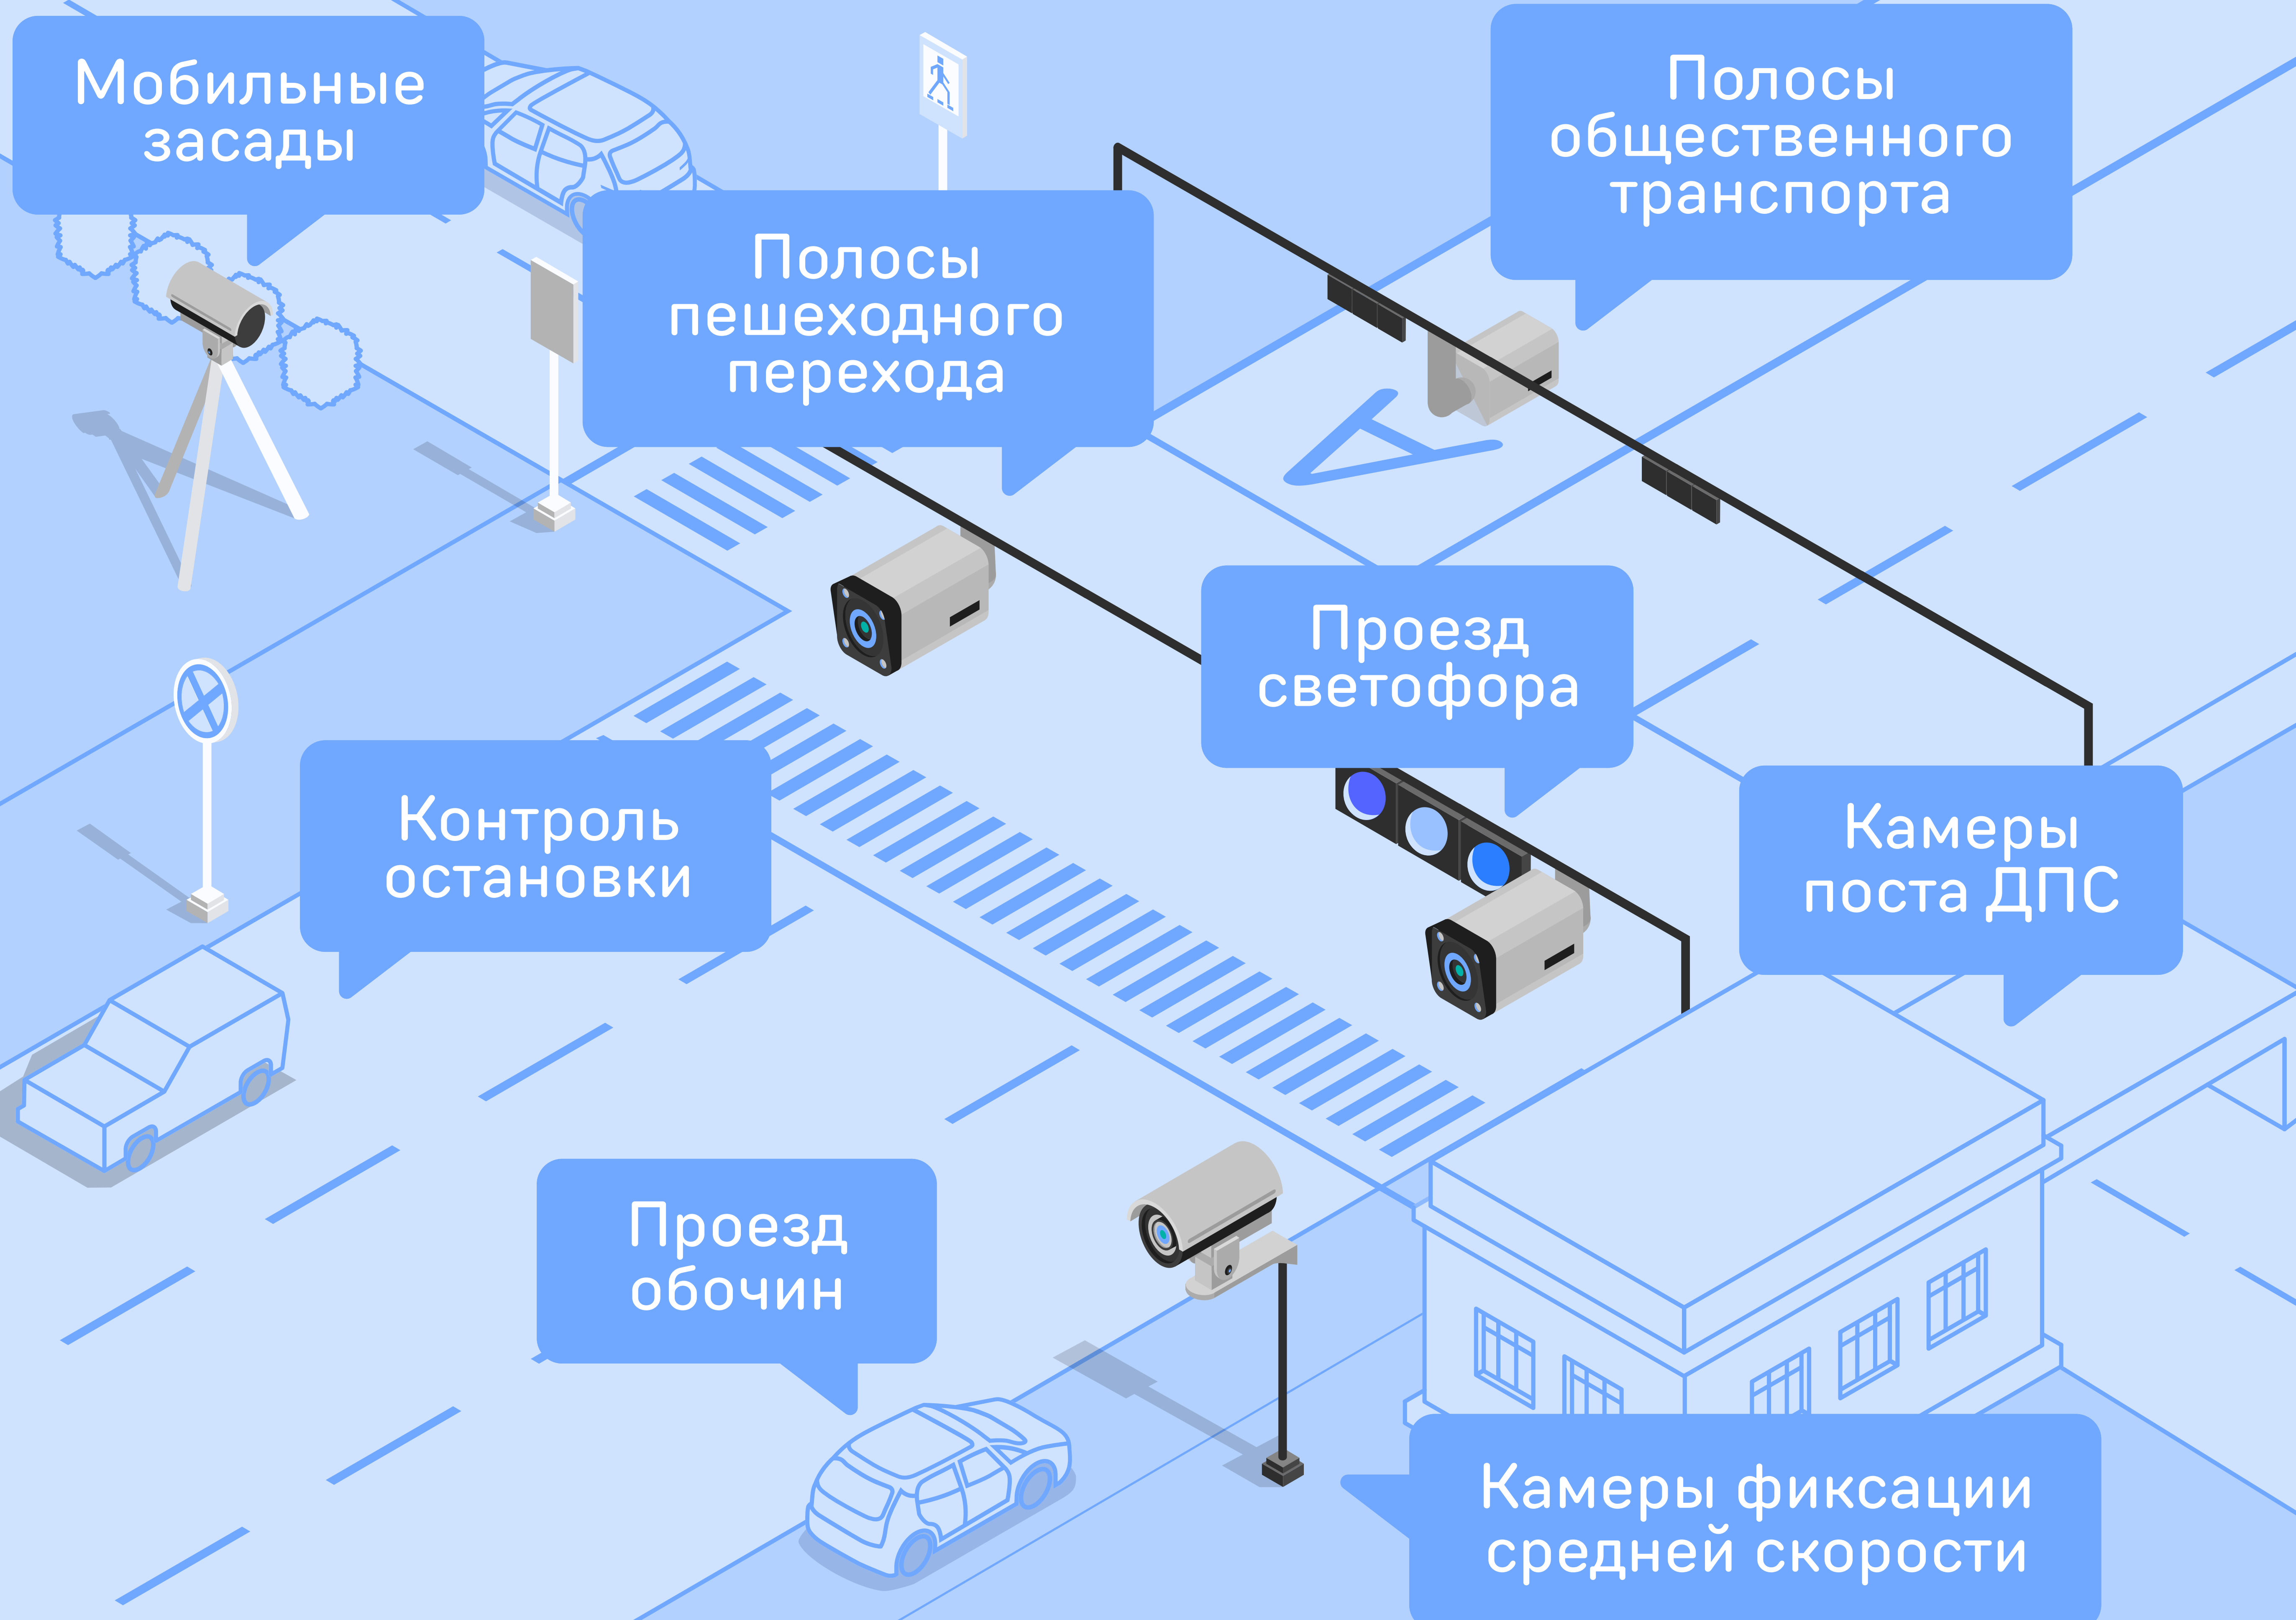 Мобильные
засады
Полосы
общественного
транспорта
Полосы
пешеходного
перехода
А
Проезд
светофора
Контроль
остановки
Камеры
поста ДПС
Проезд
обочин
Камеры фиксации
средней скорости